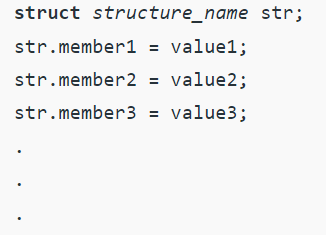 struct structure_name str;
str.member1 = value1;
str.member2 = value2;
str.member3 = value3;
.
.
.